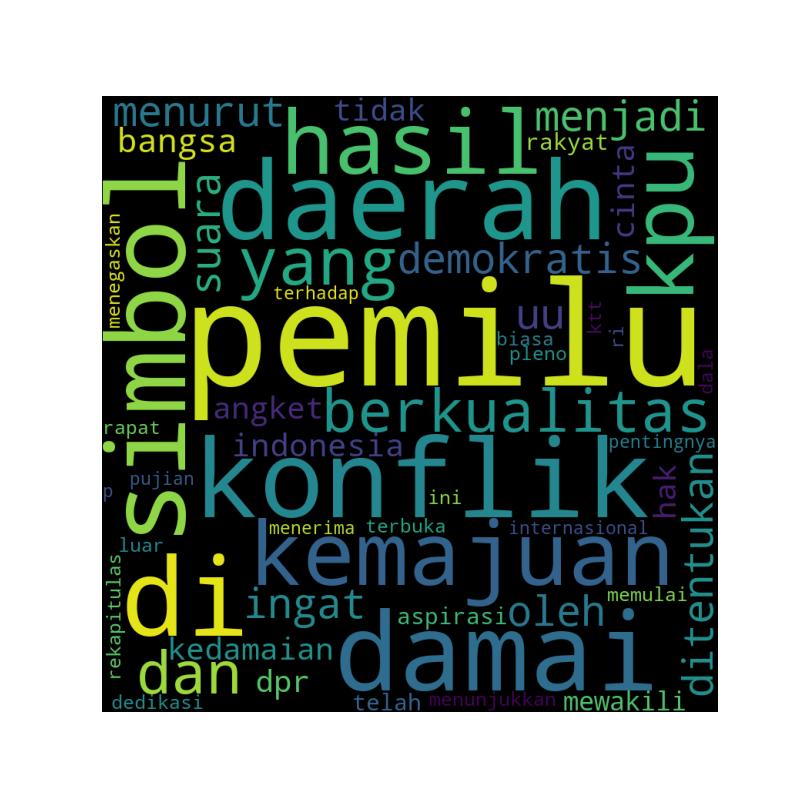 menurut
tidak
hasil
menjadi
bangsa
rakyat
simbol
suara
daerah
cinta
kpu
menegaskan
yang
demokratis
terhadap
pemilu
uu
ktt
ri
biasa
pleno
dala
angket
berkualitas
rapat
indonesia
konflik
pentingnya
pujian
p
ini
hak
ditentukan
menerima
terbuka
internasional
luar
kemajuan
rekapitulas
di
ingat
memulai
aspirasi
oleh
kedamaian
damai
dan
dpr
dedikasi
telah
menunjukkan
mewakili